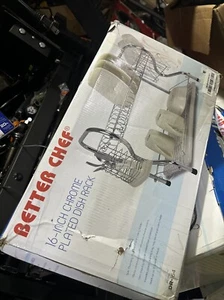 BETTER CHEF
16-INCH CHROME
PLATED DISH RACK